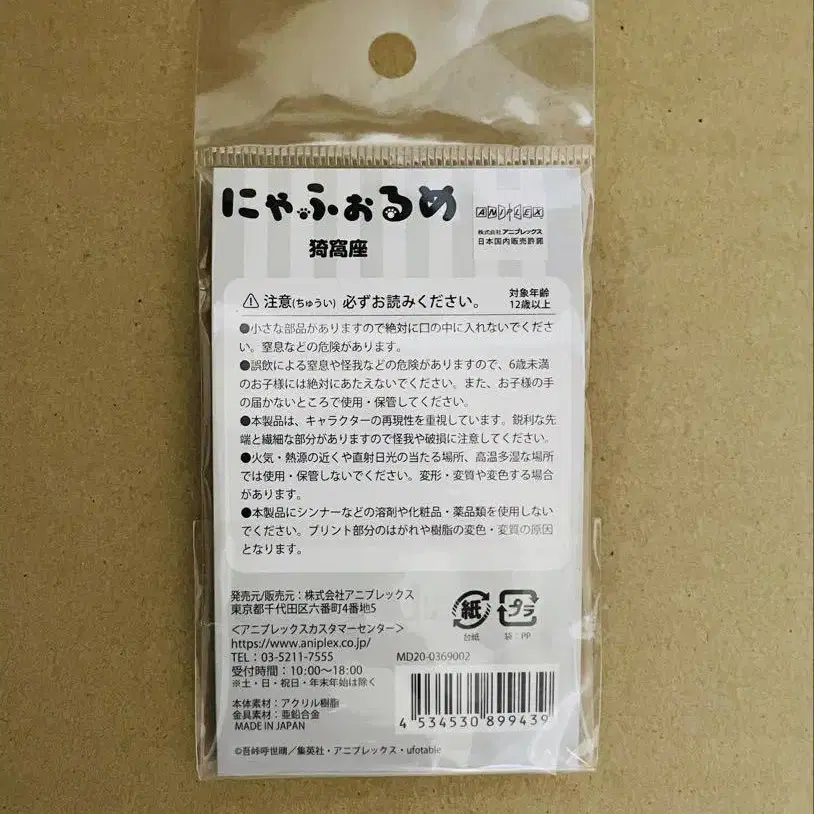 にゃふぉるめ
ANIPLEX
株式会社アニプレックス
日本国内販売許諾
猗窩座
注意(ちゅうい) 必ずお読みください。
対象年齢
12歳以上
●小さな部品がありますので絶対に口の中に入れないでくださ
い。窒息などの危険があります。
●誤飲による窒息や怪我などの危険がありますので、6歳未満
のお子様には絶対にあたえないでください。また、お子様の手
の届かないところで使用・保管してください。
●本製品は、キャラクターの再現性を重視しています。鋭利な先
端と繊細な部分がありますので怪我や破損に注意してください。
●火気・熱源の近くや直射日光の当たる場所、高温多湿な場所
では使用・保管しないでください。変形・変質や変色する場合
があります。
●本製品にシンナーなどの溶剤や化粧品・薬品類を使用しない
でください。プリント部分のはがれや樹脂の変色・変質の原因
となります。
発売元/販売元：株式会社アニプレックス
東京都千代田区六番町4番地5
＜アニプレックスカスタマーセンター＞
https://www.aniplex.co.jp/
TEL：03-5211-7555
受付時間：10:00～18:00
※土・日・祝日・年末年始は除く
本体素材：アクリル樹脂
金具素材：亜鉛合金
MADE IN JAPAN
紙
台紙
プラ
袋：PP
MD20-0369002
4 534530 899439
©吾峠呼世晴／集英社・アニプレックス・ufotable